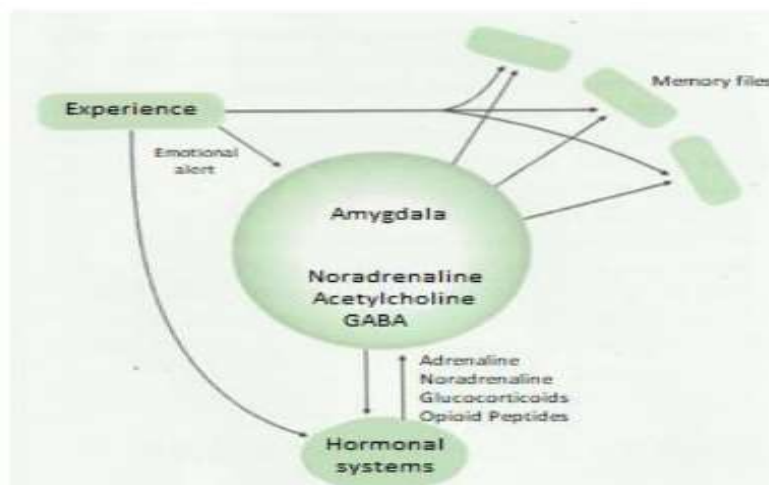 Memory files
Experience
Emotional
alert
Amygdala
Noradrenaline
Acetylcholine
GABA
Adrenaline
Noradrenaline
Glucocorticoids
Opioid Peptides
Hormonal
systems